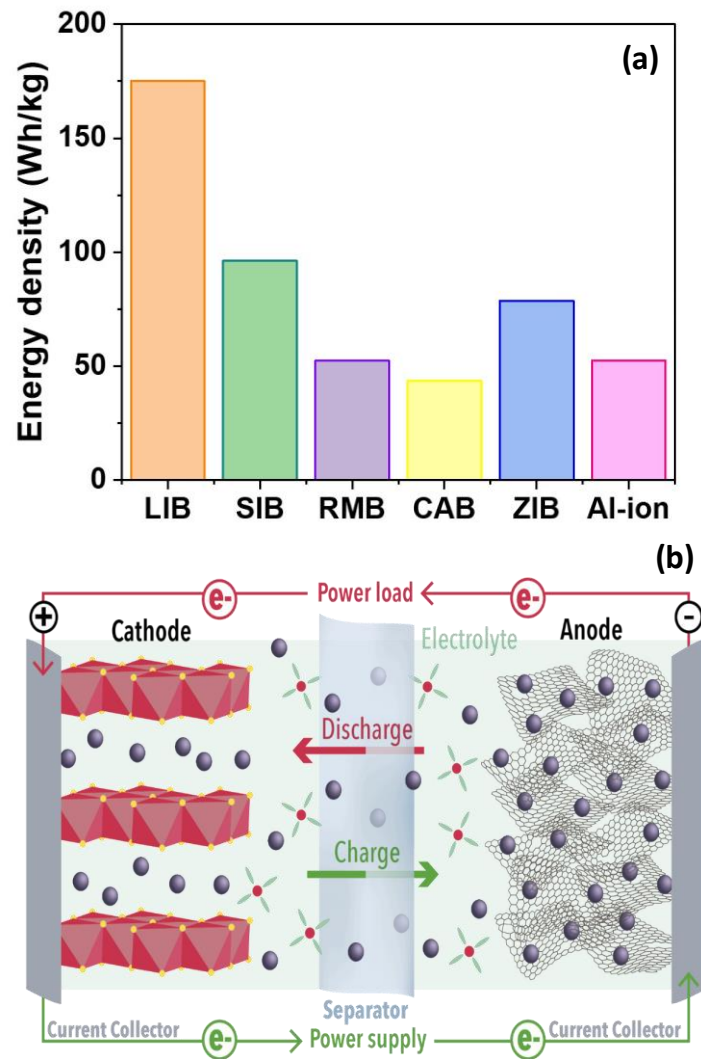 (a)
Energy density (Wh/kg)
200
150
100
50
0
LIB SIB RMB CAB ZIB Al-ion
(b)
e- Power load e-
+ Cathode Electrolyte Anode -
Discharge
Charge
Separator
Current Collector e- Power supply e- Current Collector